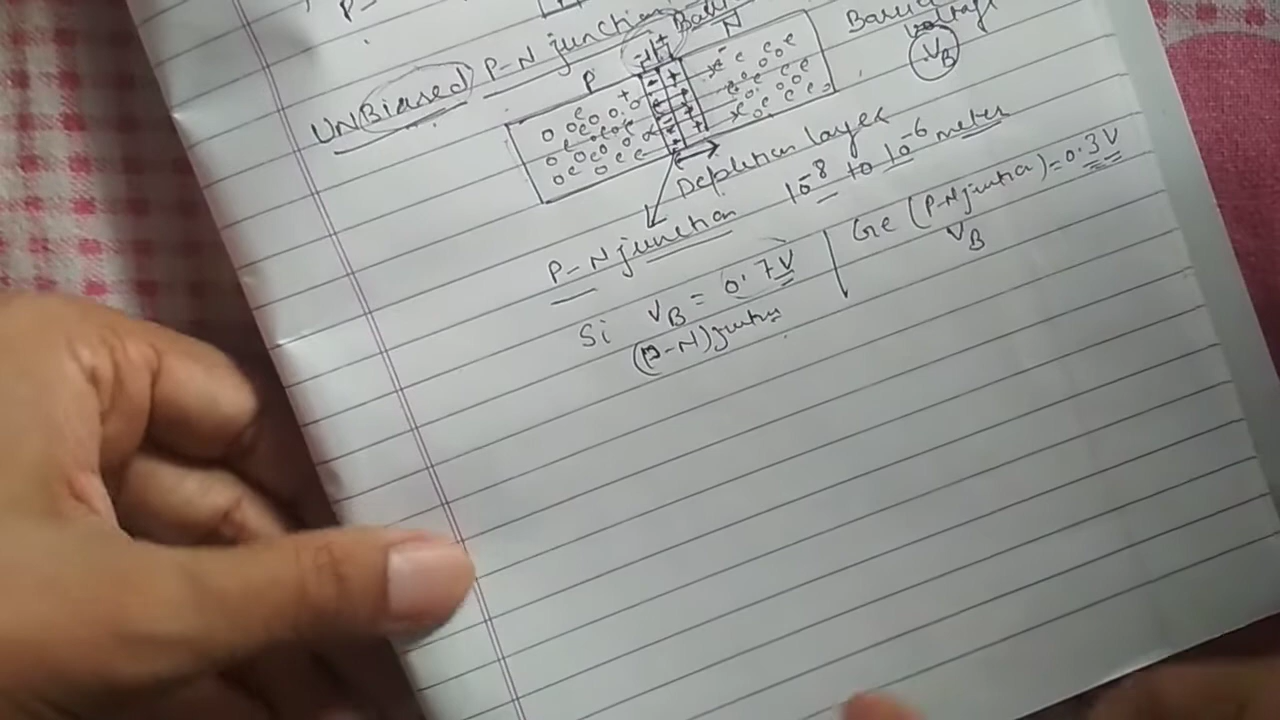 P-
UNBiased P-N junction
Barrier voltage
VB
P N
Depletion layer
10⁻⁸ to 10⁻⁶ meter
P-N junction
Si VB = 0.7V
(P-N) junction
Ge (P-N junction) = 0.3V
VB